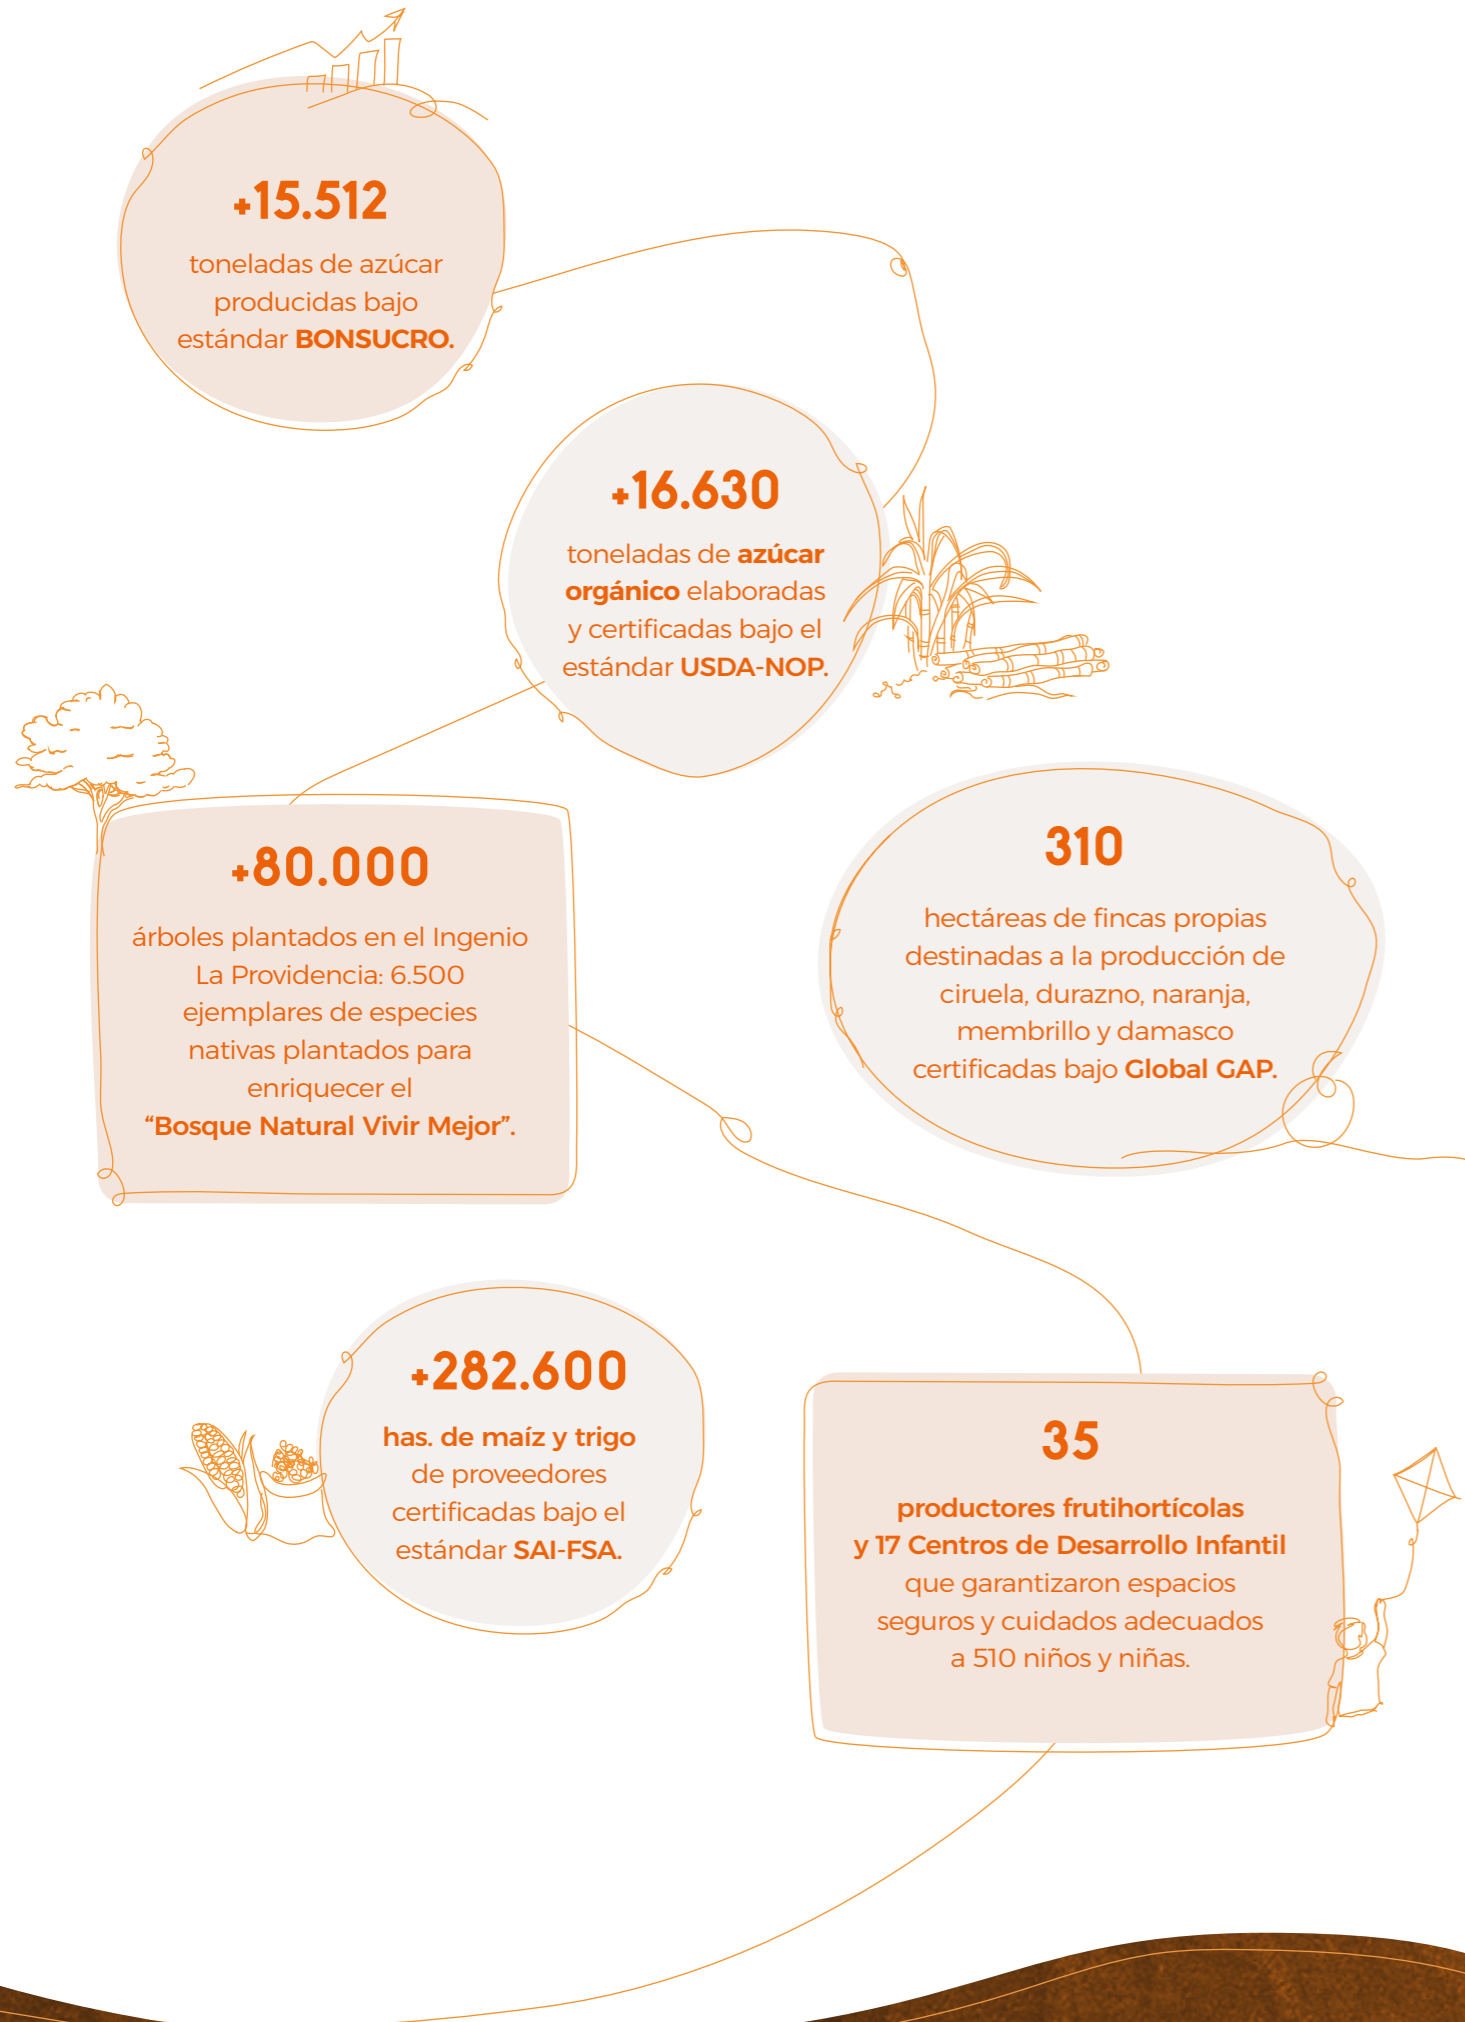 +15.512
toneladas de azúcar
producidas bajo
estándar BONSUCRO.
+16.630
toneladas de azúcar
orgánico elaboradas
y certificadas bajo el
estándar USDA-NOP.
+80.000
árboles plantados en el Ingenio
La Providencia: 6.500
ejemplares de especies
nativas plantados para
enriquecer el
“Bosque Natural Vivir Mejor”.
310
hectáreas de fincas propias
destinadas a la producción de
ciruela, durazno, naranja,
membrillo y damasco
certificadas bajo Global GAP.
+282.600
has. de maíz y trigo
de proveedores
certificadas bajo el
estándar SAI-FSA.
35
productores frutihortícolas
y 17 Centros de Desarrollo Infantil
que garantizaron espacios
seguros y cuidados adecuados
a 510 niños y niñas.